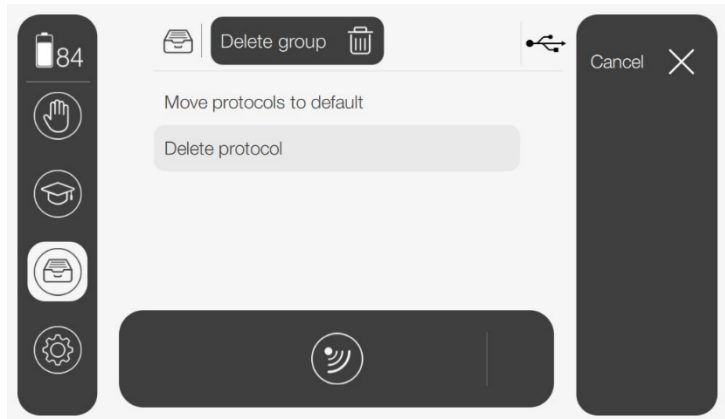 84
Delete group
Cancel
Move protocols to default
Delete protocol